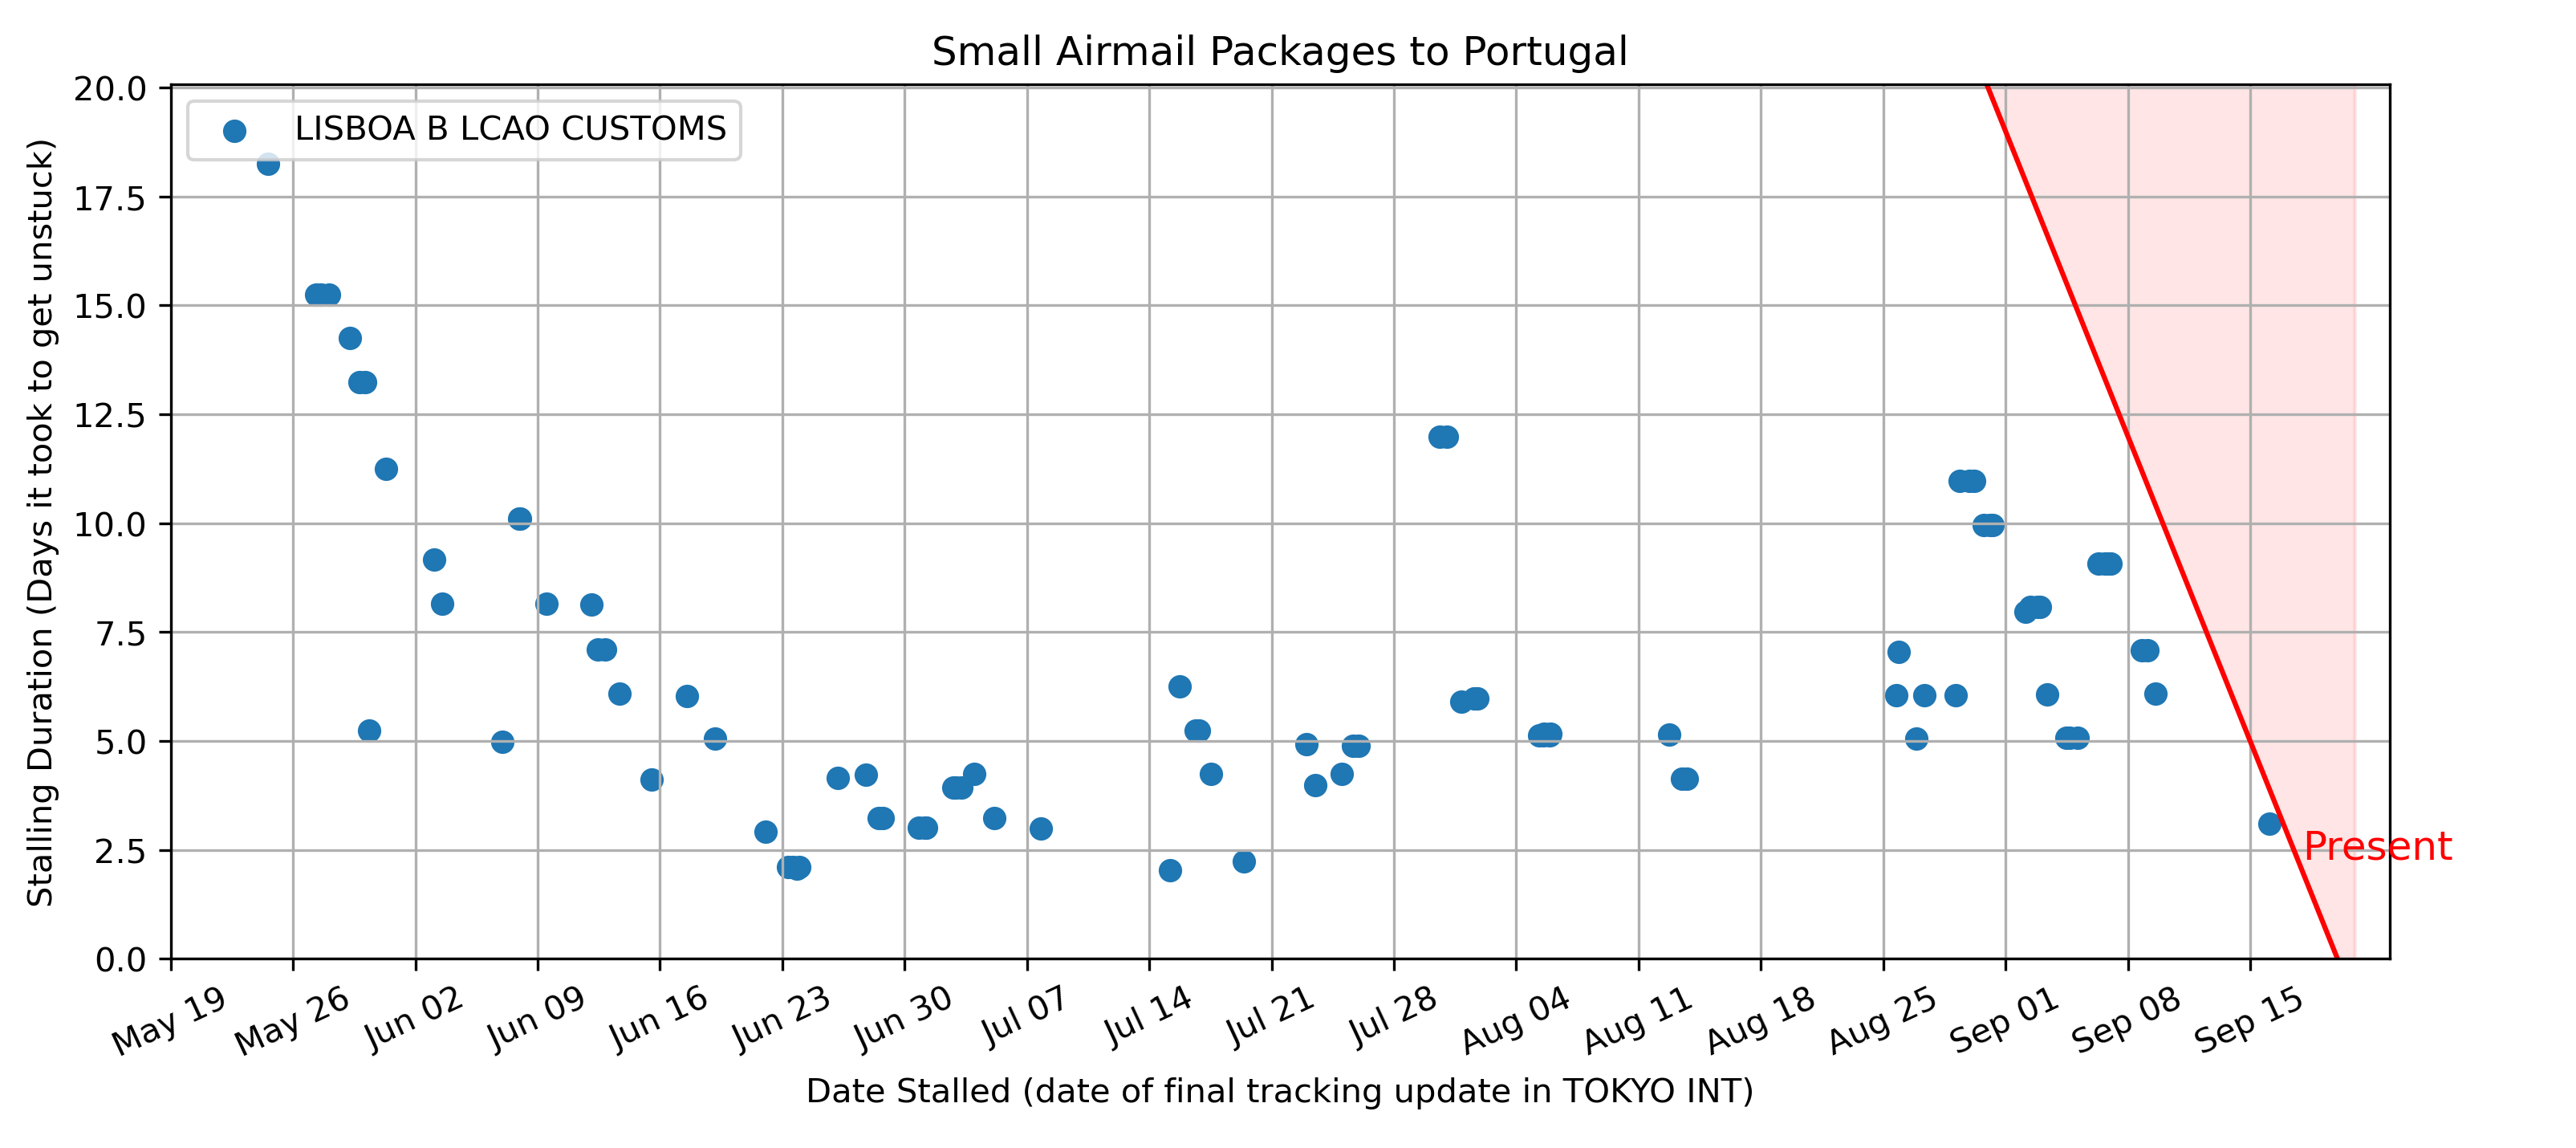 Small Airmail Packages to Portugal
LISBOA B LCAO CUSTOMS
Stalling Duration (Days it took to get unstuck)
20.0
17.5
15.0
12.5
10.0
7.5
5.0
2.5
0.0
Present
May 19
May 26
Jun 02
Jun 09
Jun 16
Jun 23
Jun 30
Jul 07
Jul 14
Jul 21
Jul 28
Aug 04
Aug 11
Aug 18
Aug 25
Sep 01
Sep 08
Sep 15
Date Stalled (date of final tracking update in TOKYO INT)